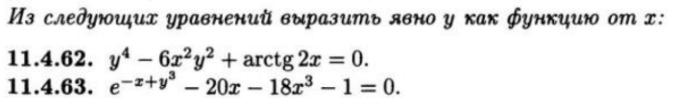 Из следующих уравнений выразить явно y как функцию от x:
11.4.62. y⁴ − 6x²y² + arctg 2x = 0.
11.4.63. e^{−x+y³} − 20x − 18x³ − 1 = 0.